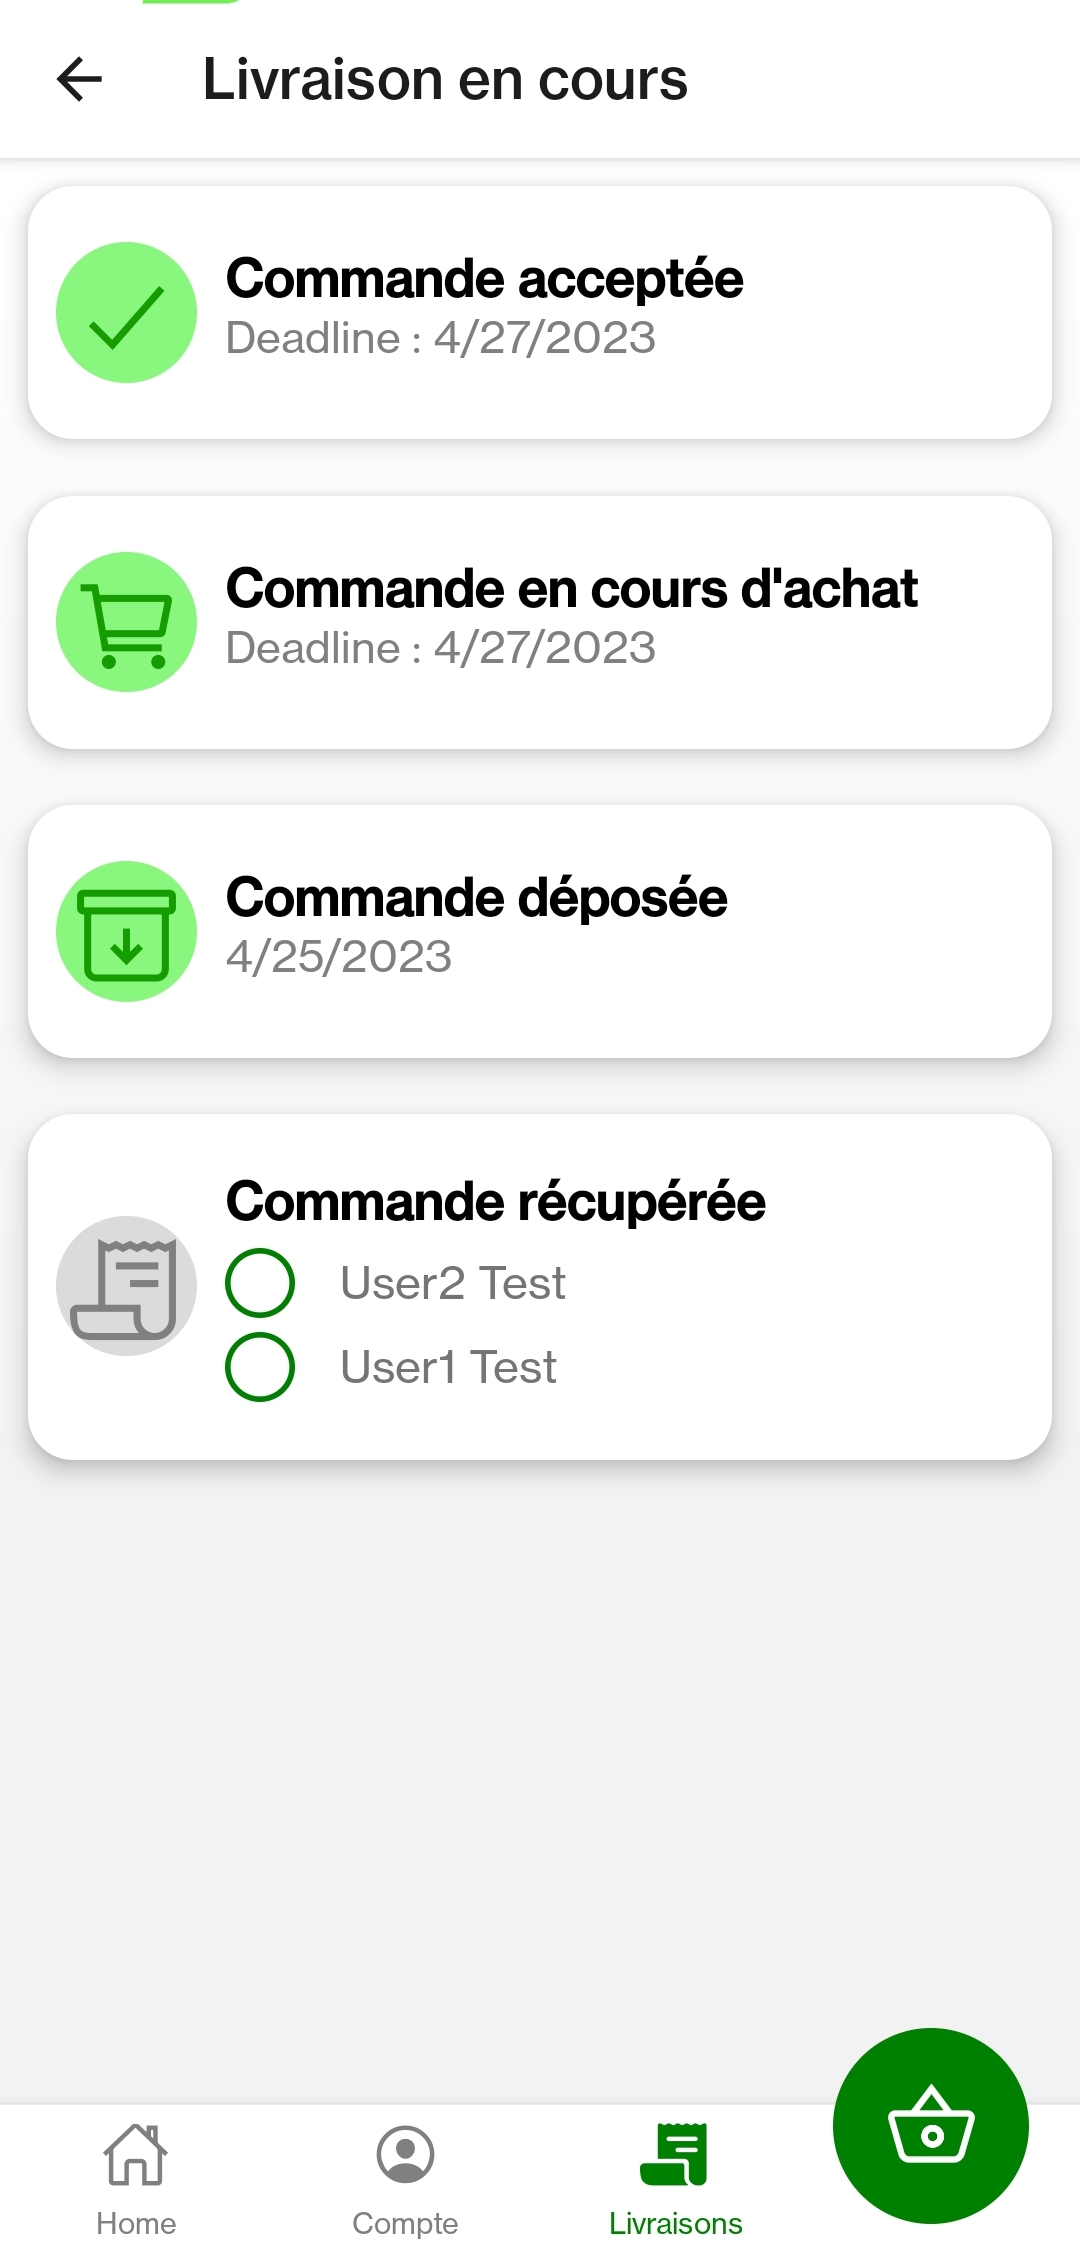 Livraison en cours
Commande acceptée
Deadline : 4/27/2023
Commande en cours d'achat
Deadline : 4/27/2023
Commande déposée
4/25/2023
Commande récupérée
User2 Test
User1 Test
Home
Compte
Livraisons